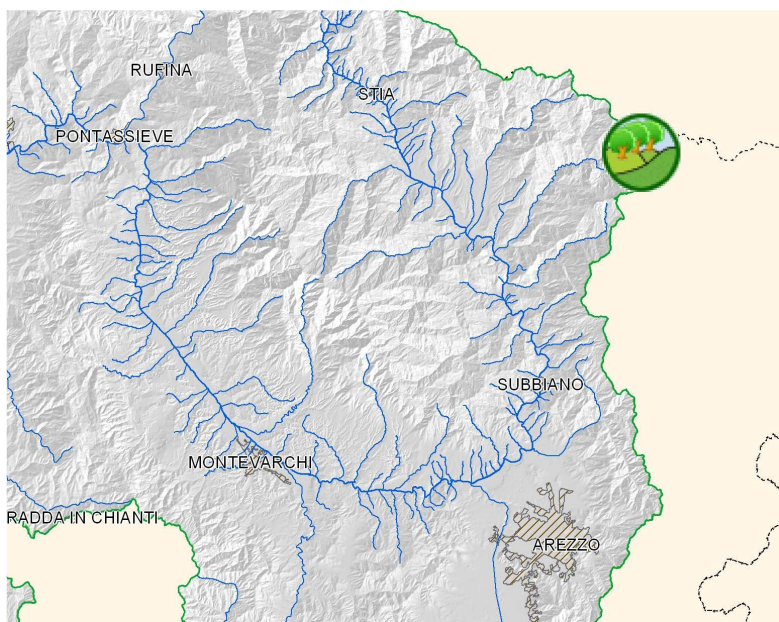 RUFINA
STIA
PONTASSIEVE
SUBBIANO
MONTEVARCHI
RADDA IN CHIANTI
AREZZO